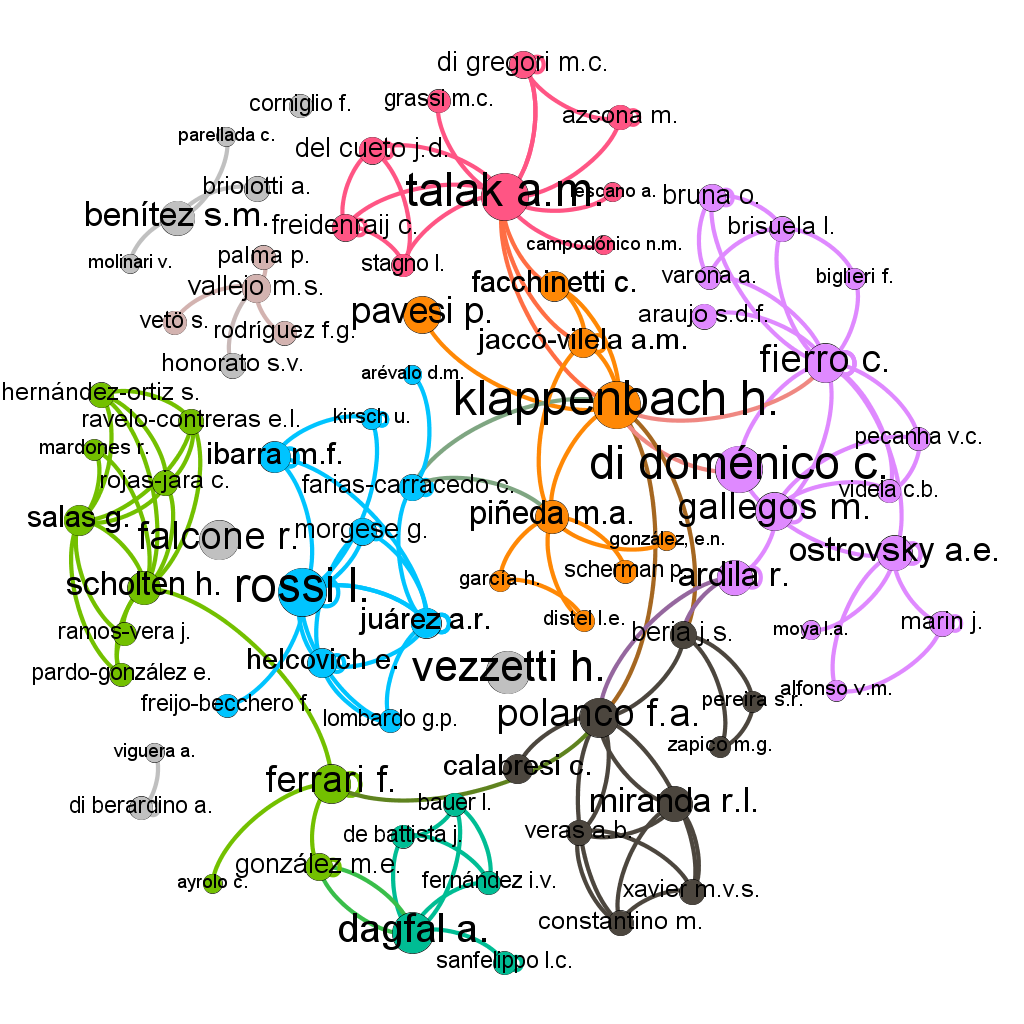 di gregori m.c.
grassi m.c.
corniglio f.
azcona m.
parellada c.
del cueto j.d.
briolotti a.
talak a.m.
lescano a.
bruna o.
benítez s.m.
freidenraij c.
brisuela l.
campodónico n.m.
palma p.
molinari v.
stagno l.
facchinetti c.
varona a.
biglieri f.
vallejo m.s.
pavesi p.
araujo s.d.f.
vetö s.
rodríguez f.g.
jaccó-vilela a.m.
honorato s.v.
fierro c.
arévalo d.m.
hernández-ortiz s.
klappenbach h.
ravelo-contreras e.l.
kirsch u.
mardones r.
ibarra m.f.
pecanha v.c.
rojas-jara c.
farias-carracedo c.
di doménico c.
videla c.b.
salas g.
falcone r.
morgese g.
piñeda m.a.
gallegos m.
gonzález, e.n.
ostrovsky a.e.
scholten h.
rossi l.
garcía h.
scherman p.
ardila r.
ramos-vera j.
juárez a.r.
distel l.e.
beria j.s.
moya l.a.
marin j.
pardo-gonzález e.
helcovich e.
vezzetti h.
alfonso v.m.
freijo-becchero f.
lombardo g.p.
polanco f.a.
pereira s.r.
zapico m.g.
viguera a.
ferrari f.
calabresi c.
di berardino a.
bauer l.
miranda r.l.
de battista j.
veras a.b.
gonzález m.e.
ayrolo c.
fernández i.v.
xavier m.v.s.
dagfal a.
constantino m.
sanfelippo l.c.